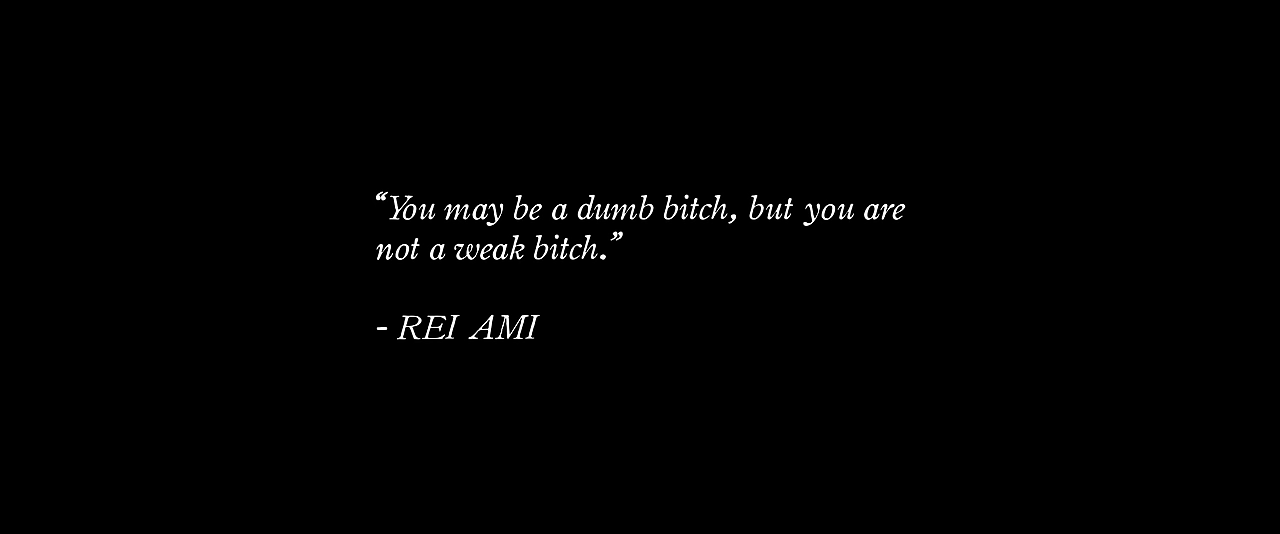 “You may be a dumb bitch, but you are
not a weak bitch.”
- REI AMI